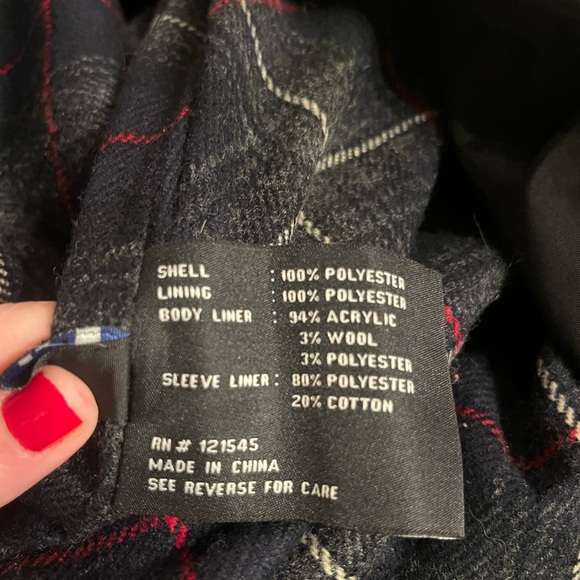 SHELL : 100% POLYESTER
LINING : 100% POLYESTER
BODY LINER : 94% ACRYLIC
3% WOOL
3% POLYESTER
SLEEVE LINER : 80% POLYESTER
20% COTTON
RN # 121545
MADE IN CHINA
SEE REVERSE FOR CARE